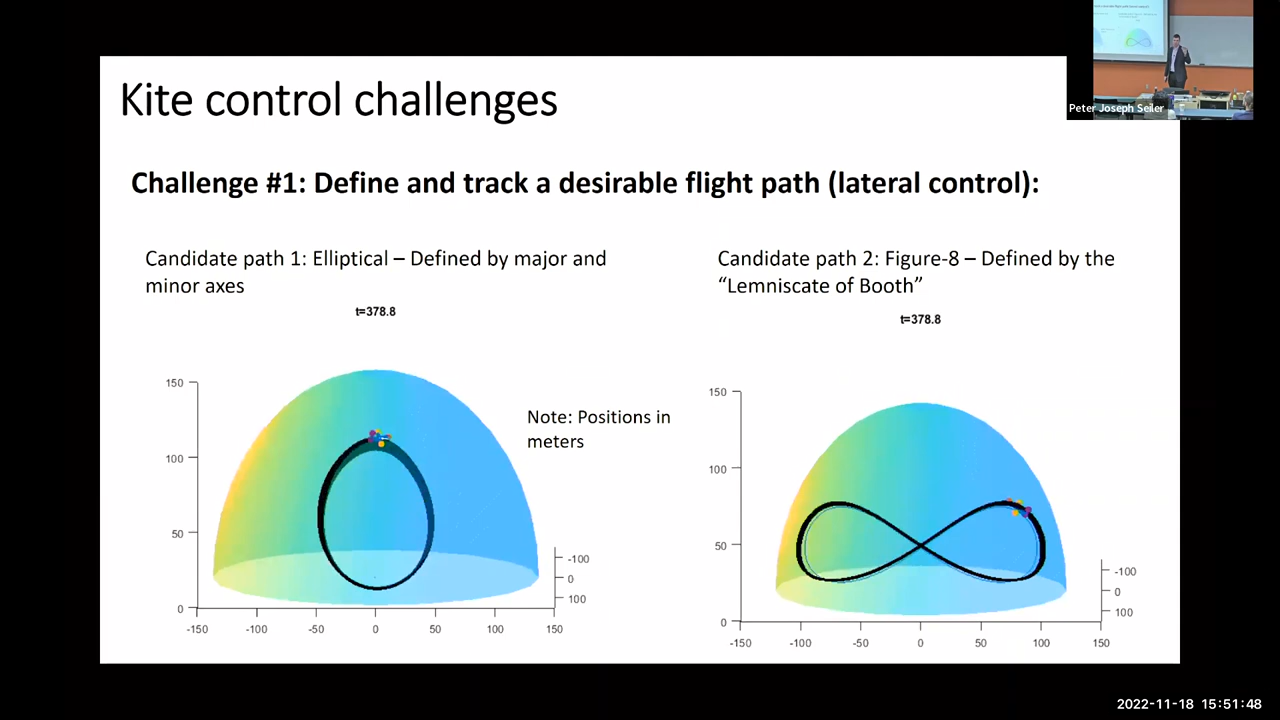 Kite control challenges
Peter Joseph Seiler
Challenge #1: Define and track a desirable flight path (lateral control):
Candidate path 1: Elliptical – Defined by major and
minor axes
t=378.8
150
100
50
0
-150
-100
-50
0
50
100
150
-100
0
100
Note: Positions in
meters
Candidate path 2: Figure-8 – Defined by the
“Lemniscate of Booth”
t=378.8
150
100
50
0
-150
-100
-50
0
50
100
150
-100
0
100
2022-11-18 15:51:48